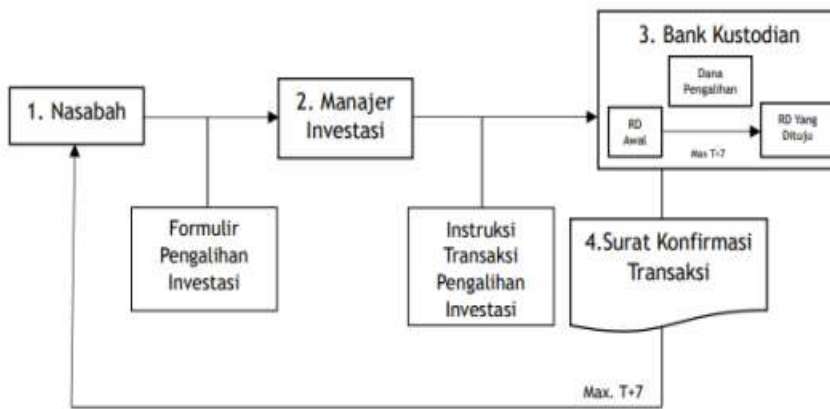 3. Bank Kustodian
Dana
Pengalihan
1. Nasabah
2. Manajer
Investasi
RD
Awal
RD Yang
Dituju
Max T+7
Formulir
Pengalihan
Investasi
Instruksi
Transaksi
Pengalihan
Investasi
4.Surat Konfirmasi
Transaksi
Max. T+7